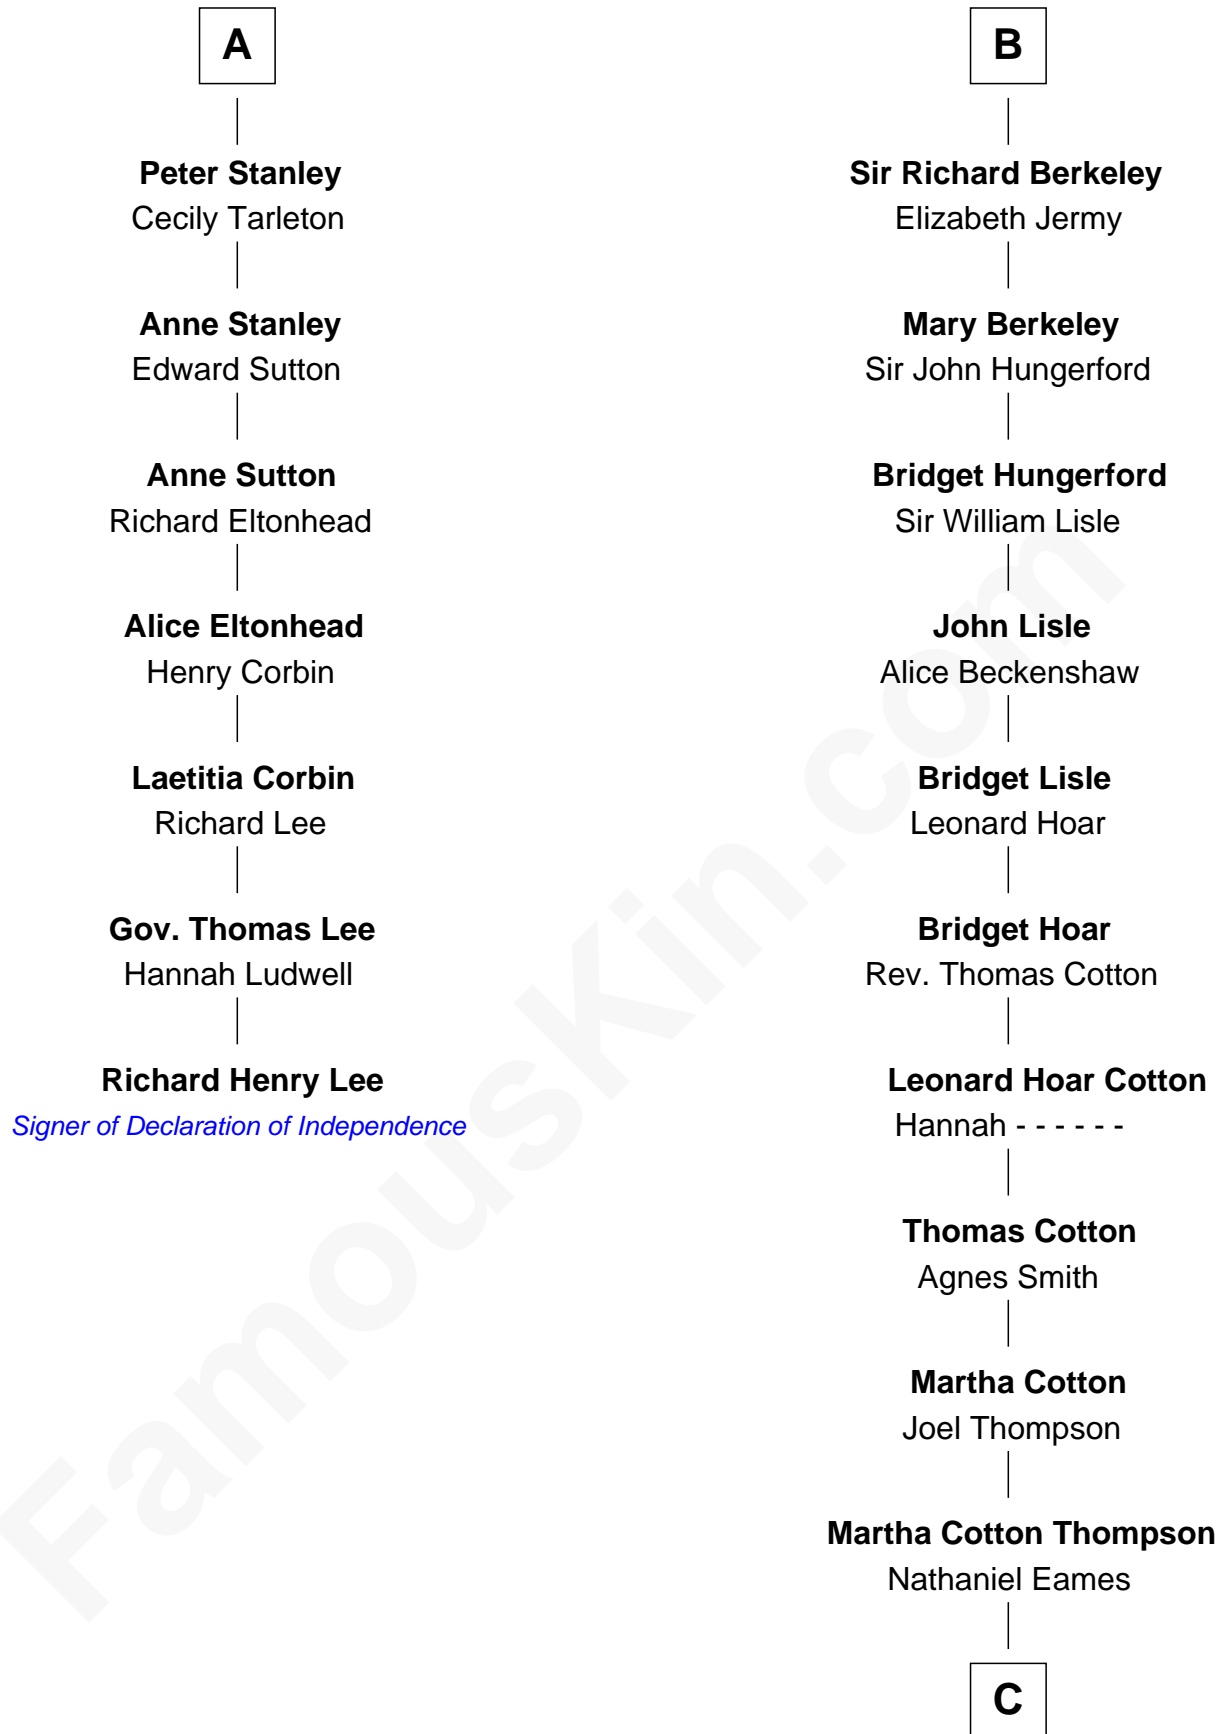 A
Peter Stanley
Cecily Tarleton
Anne Stanley
Edward Sutton
Anne Sutton
Richard Eltonhead
Alice Eltonhead
Henry Corbin
Laetitia Corbin
Richard Lee
Gov. Thomas Lee
Hannah Ludwell
Richard Henry Lee
Signer of Declaration of Independence
B
Sir Richard Berkeley
Elizabeth Jermy
Mary Berkeley
Sir John Hungerford
Bridget Hungerford
Sir William Lisle
John Lisle
Alice Beckenshaw
Bridget Lisle
Leonard Hoar
Bridget Hoar
Rev. Thomas Cotton
Leonard Hoar Cotton
Hannah - - - - - -
Thomas Cotton
Agnes Smith
Martha Cotton
Joel Thompson
Martha Cotton Thompson
Nathaniel Eames
C
FamousKin.com